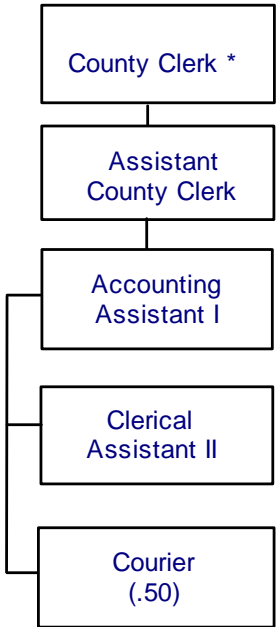 County Clerk *
Assistant
County Clerk
Accounting
Assistant I
Clerical
Assistant II
Courier
(.50)